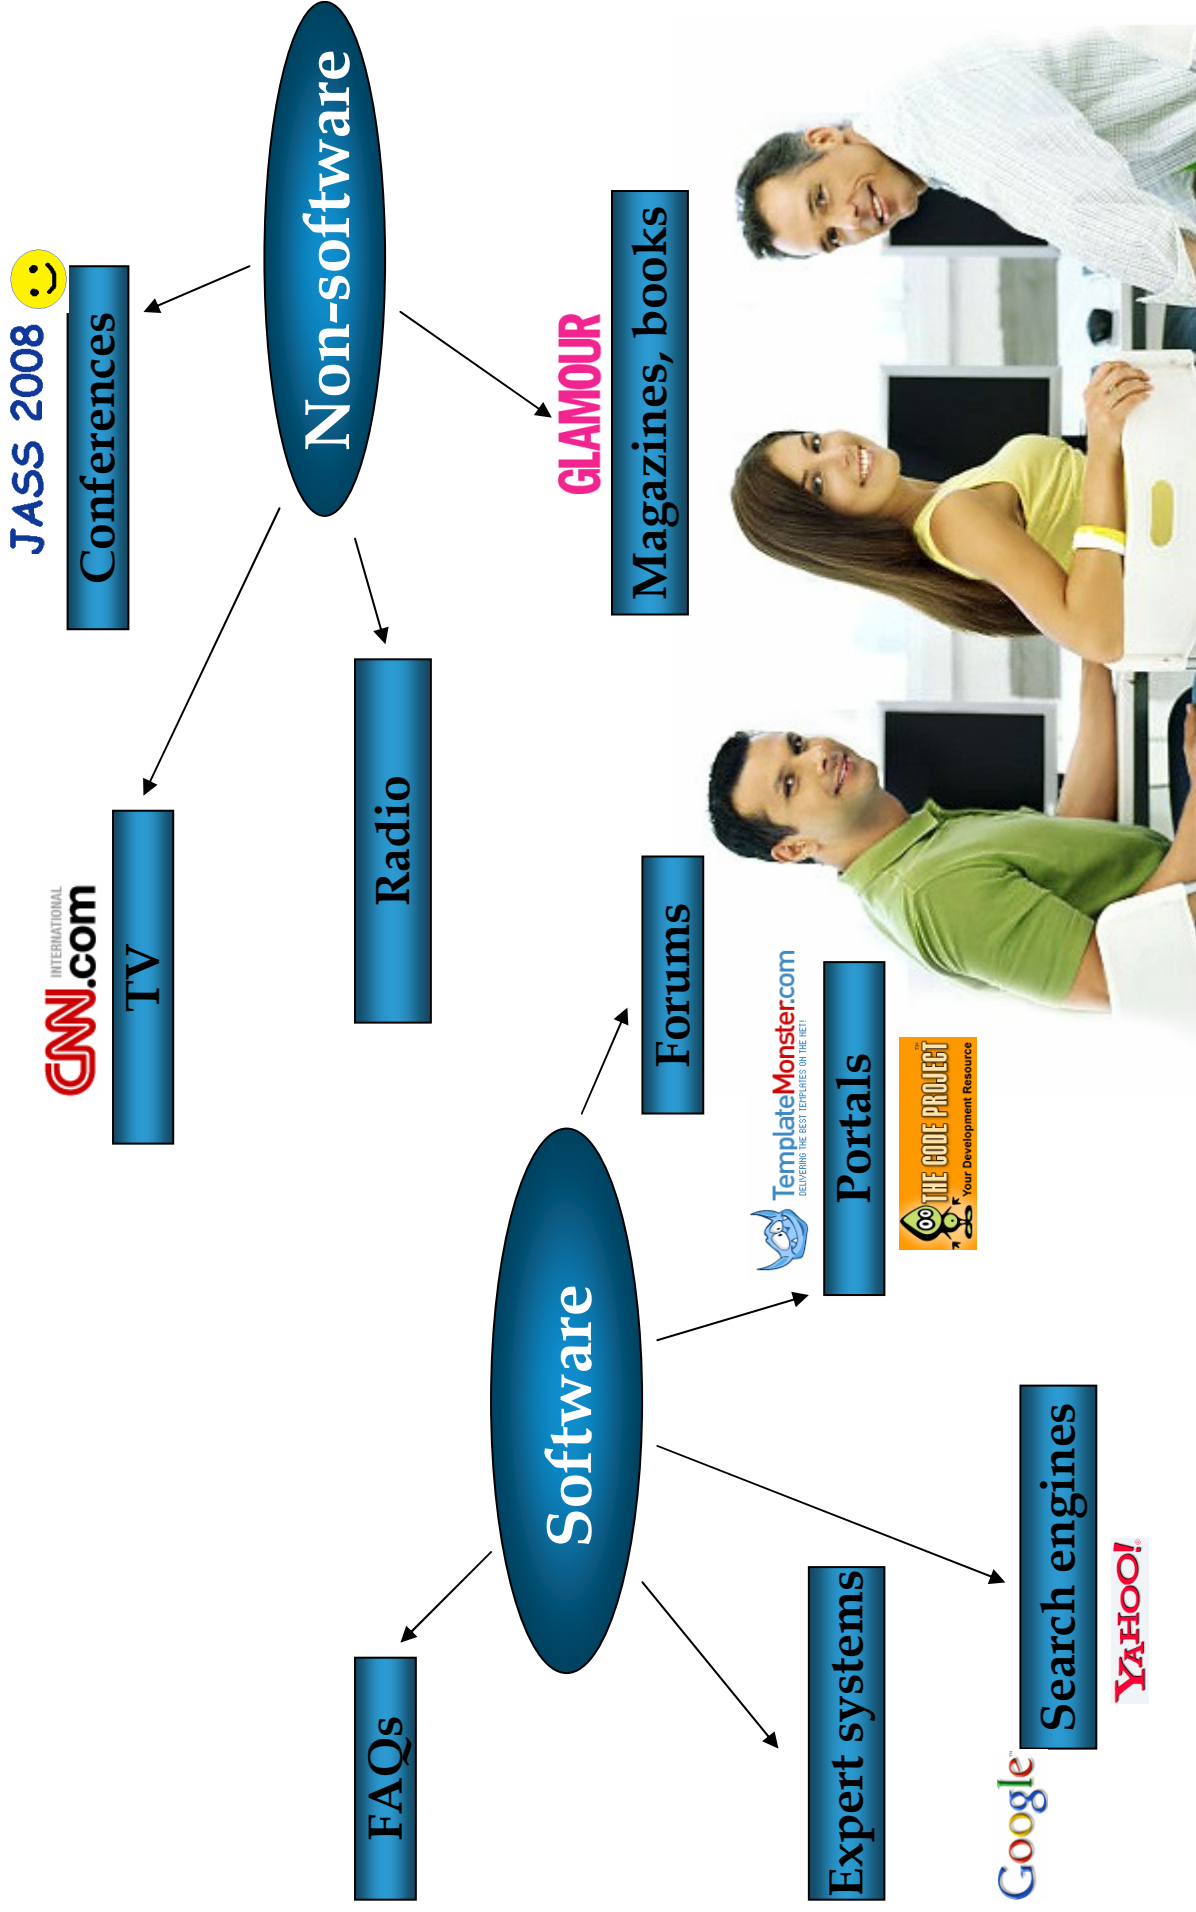 JASS 2008
CNN INTERNATIONAL
.com
Conferences
TV
Non-software
FAQs
Radio
Software
GLAMOUR
Magazines, books
Forums
TemplateMonster.com
DELIVERING THE BEST TEMPLATES ON THE NET!
Expert systems
Portals
THE CODE PROJECT
Your Development Resource
Google
Search engines
YAHOO!